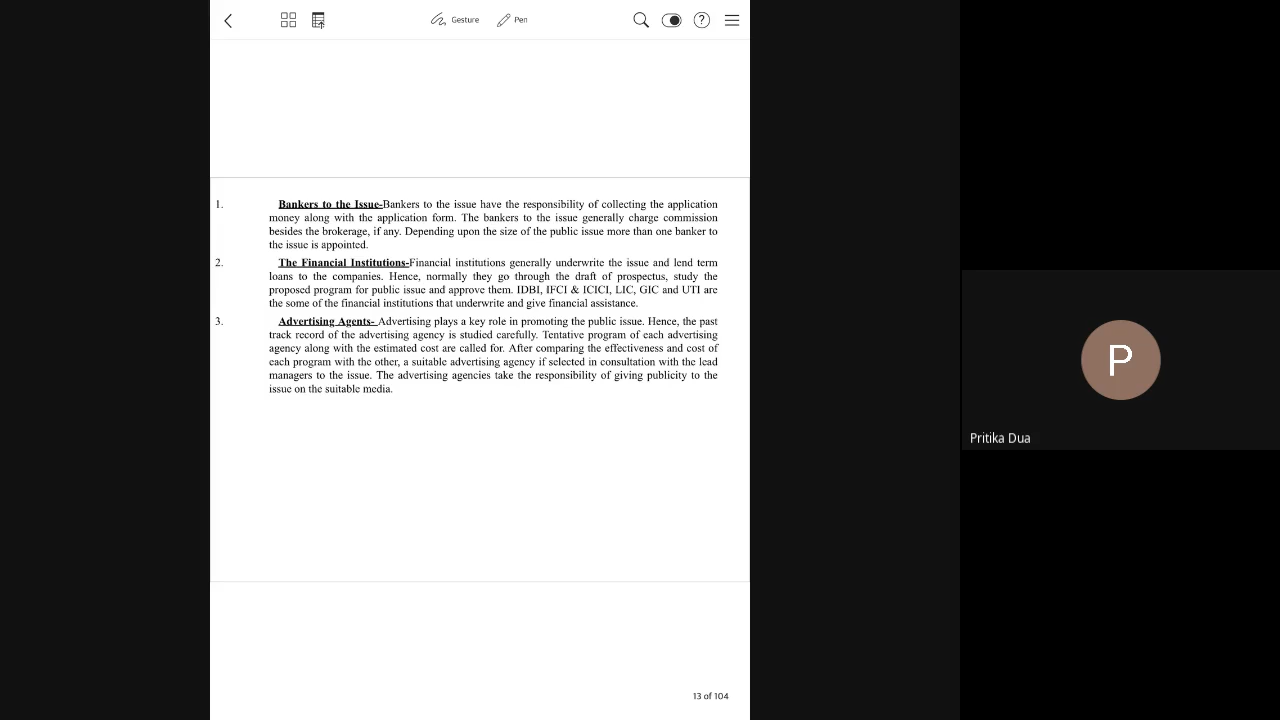 Gesture
Pen
1. Bankers to the Issue-Bankers to the issue have the responsibility of collecting the application
money along with the application form. The bankers to the issue generally charge commission
besides the brokerage, if any. Depending upon the size of the public issue more than one banker to
the issue is appointed.
2. The Financial Institutions-Financial institutions generally underwrite the issue and lend term
loans to the companies. Hence, normally they go through the draft of prospectus, study the
proposed program for public issue and approve them. IDBI, IFCI & ICICI, LIC, GIC and UTI are
the some of the financial institutions that underwrite and give financial assistance.
3. Advertising Agents- Advertising plays a key role in promoting the public issue. Hence, the past
track record of the advertising agency is studied carefully. Tentative program of each advertising
agency along with the estimated cost are called for. After comparing the effectiveness and cost of
each program with the other, a suitable advertising agency if selected in consultation with the lead
managers to the issue. The advertising agencies take the responsibility of giving publicity to the
issue on the suitable media.
P
Pritika Dua
13 of 104